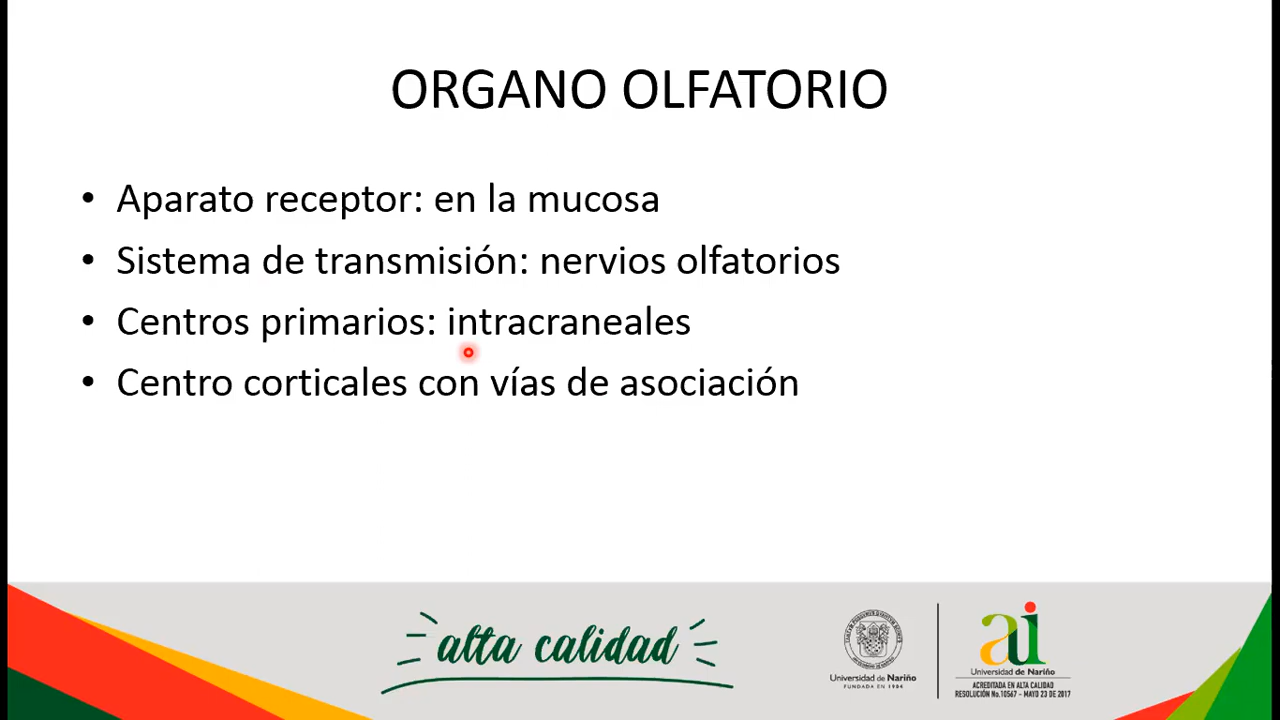 ORGANO OLFATORIO
• Aparato receptor: en la mucosa
• Sistema de transmisión: nervios olfatorios
• Centros primarios: intracraneales
• Centro corticales con vías de asociación
alta calidad
Universidad de Nariño
FUNDADA EN 1904
ai
Universidad de Nariño
ACREDITADA EN ALTA CALIDAD
RESOLUCIÓN No.10567 - MAYO 23 DE 2017